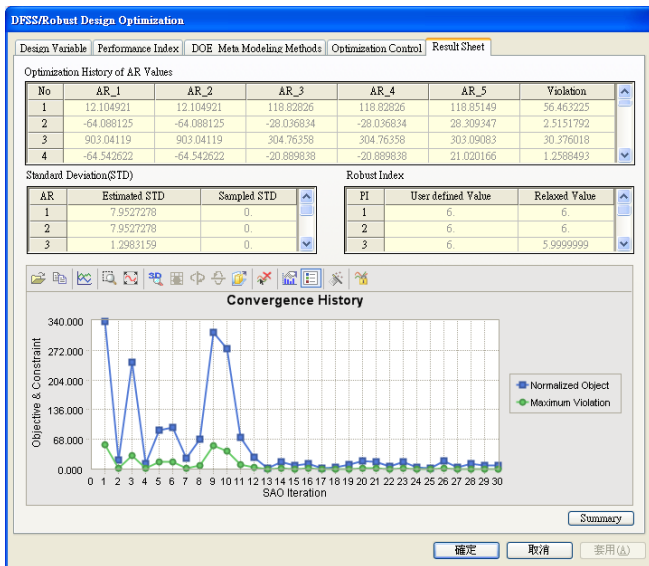 DFSS/Robust Design Optimization
Design Variable Performance Index DOE Meta Modeling Methods Optimization Control Result Sheet
Optimization History of AR Values
No AR_1 AR_2 AR_3 AR_4 AR_5 Violation
1 12.104921 12.104921 118.82826 118.82826 118.85149 56.463225
2 -64.088125 -64.088125 -28.036834 -28.036834 28.309347 2.5151792
3 903.04119 903.04119 304.76358 304.76358 303.09083 30.376018
4 -64.542622 -64.542622 -20.889838 -20.889838 21.020166 1.2588493
Standard Deviation(STD) Robust Index
AR Estimated STD Sampled STD PI User defined Value Relaxed Value
1 7.9527278 0. 1 6. 6.
2 7.9527278 0. 2 6. 6.
3 1.2983159 0. 3 6. 5.9999999
3D
Convergence History
340.000
272.000
204.000
136.000
68.000
0.000
Objective & Constraint
Normalized Object
Maximum Violation
0 1 2 3 4 5 6 7 8 9 10 11 12 13 14 15 16 17 18 19 20 21 22 23 24 25 26 27 28 29 30
SAO Iteration
Summary
確定 取消 套用(A)